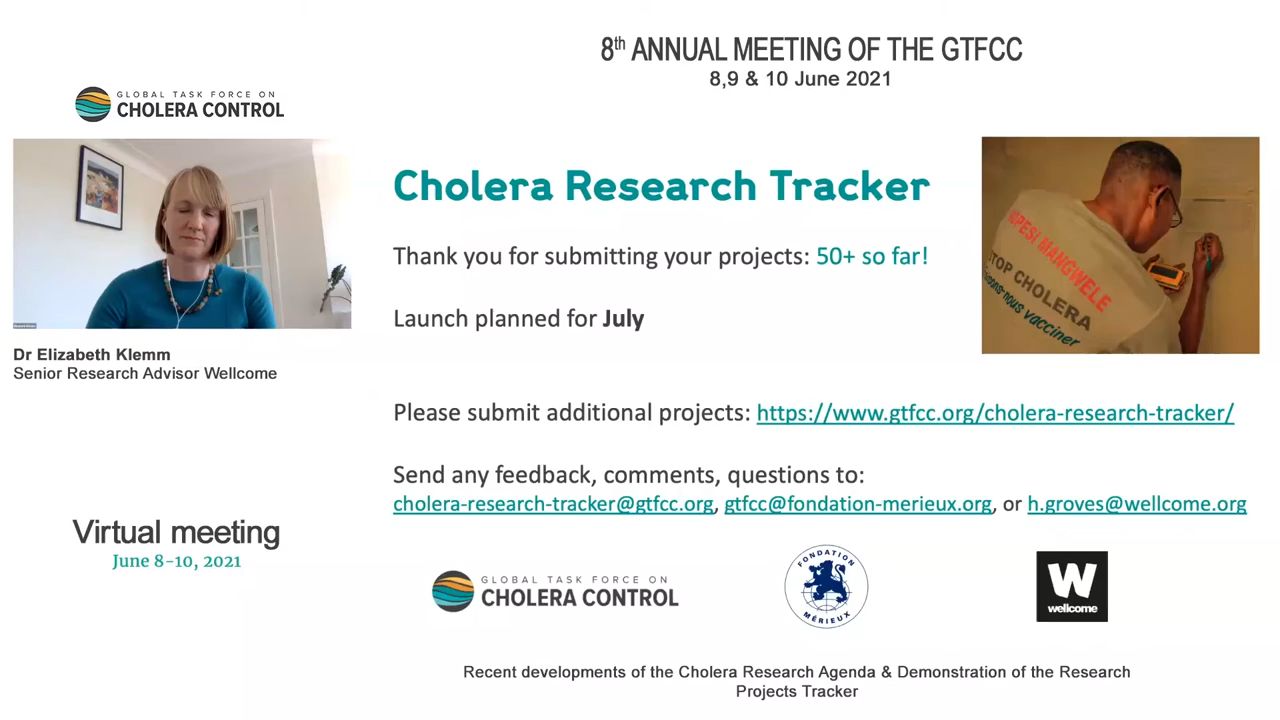 8th ANNUAL MEETING OF THE GTFCC
8,9 & 10 June 2021
GLOBAL TASK FORCE ON
CHOLERA CONTROL
Dr Elizabeth Klemm
Senior Research Advisor Wellcome
Virtual meeting
June 8-10, 2021
Cholera Research Tracker
Thank you for submitting your projects: 50+ so far!
Launch planned for July
Please submit additional projects: https://www.gtfcc.org/cholera-research-tracker/
Send any feedback, comments, questions to:
cholera-research-tracker@gtfcc.org, gtfcc@fondation-merieux.org, or h.groves@wellcome.org
MANGWELE
STOP CHOLERA
vacciner
GLOBAL TASK FORCE ON
CHOLERA CONTROL
FONDATION
MÉRIEUX
W
wellcome
Recent developments of the Cholera Research Agenda & Demonstration of the Research
Projects Tracker